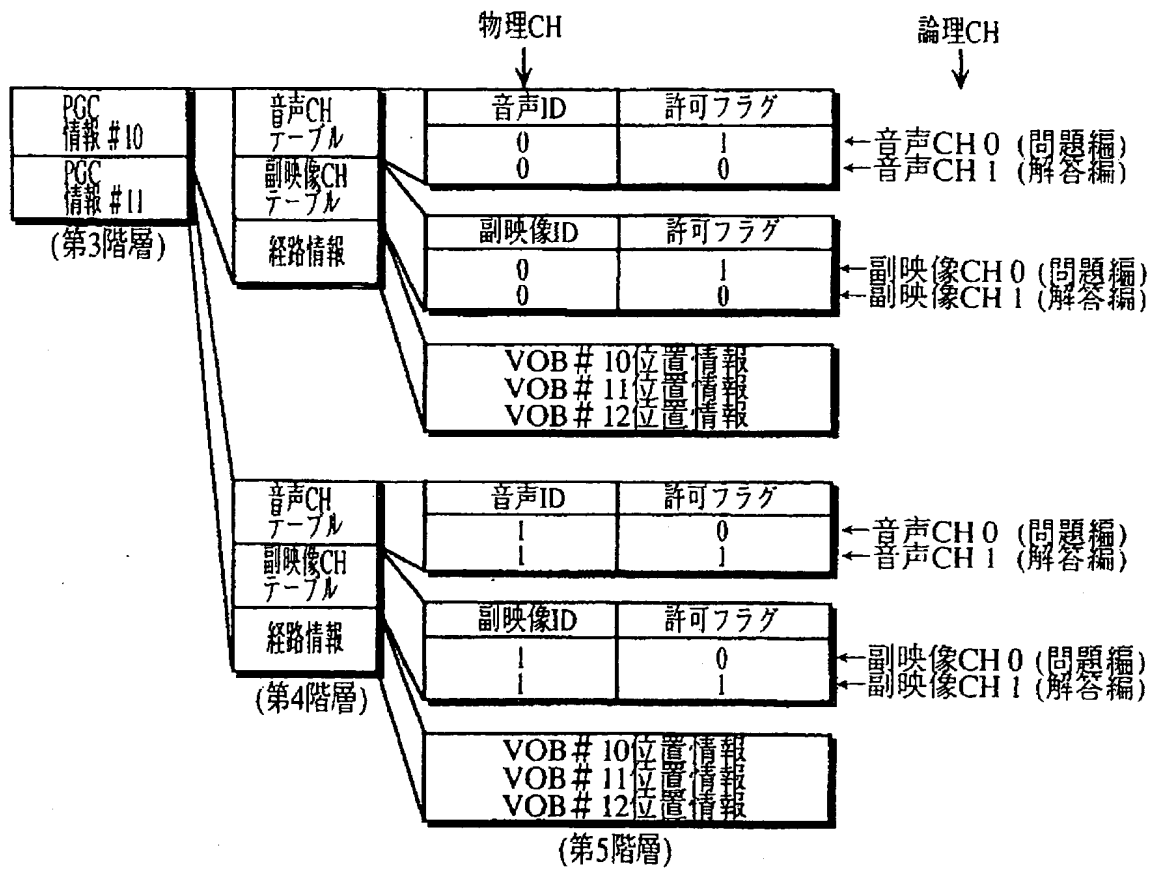 物理CH
論理CH
PGC
情報 #10
PGC
情報 #11
(第3階層)
音声CH
テーブル
副映像CH
テーブル
経路情報
音声ID 許可フラグ
0 1 ←音声CH 0 (問題編)
0 0 ←音声CH 1 (解答編)
副映像ID 許可フラグ
0 1 ←副映像CH 0 (問題編)
0 0 ←副映像CH 1 (解答編)
VOB# 10位置情報
VOB# 11位置情報
VOB# 12位置情報
音声CH
テーブル
副映像CH
テーブル
経路情報
(第4階層)
音声ID 許可フラグ
1 0 ←音声CH 0 (問題編)
1 1 ←音声CH 1 (解答編)
副映像ID 許可フラグ
1 0 ←副映像CH 0 (問題編)
1 1 ←副映像CH 1 (解答編)
VOB# 10位置情報
VOB# 11位置情報
VOB# 12位置情報
(第5階層)